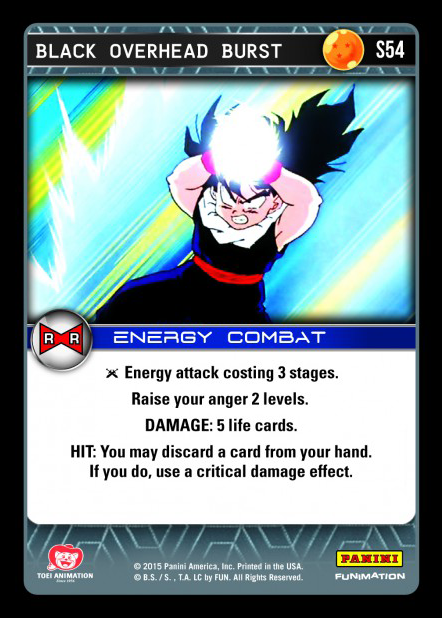 BLACK OVERHEAD BURST S54
R R ENERGY COMBAT
Energy attack costing 3 stages.
Raise your anger 2 levels.
DAMAGE: 5 life cards.
HIT: You may discard a card from your hand.
If you do, use a critical damage effect.
TOEI ANIMATION
Since 1956
© 2015 Panini America, Inc. Printed in the USA.
© B.S./ S. , T.A. LC by FUN. All Rights Reserved.
PANINI
FUNIMATION